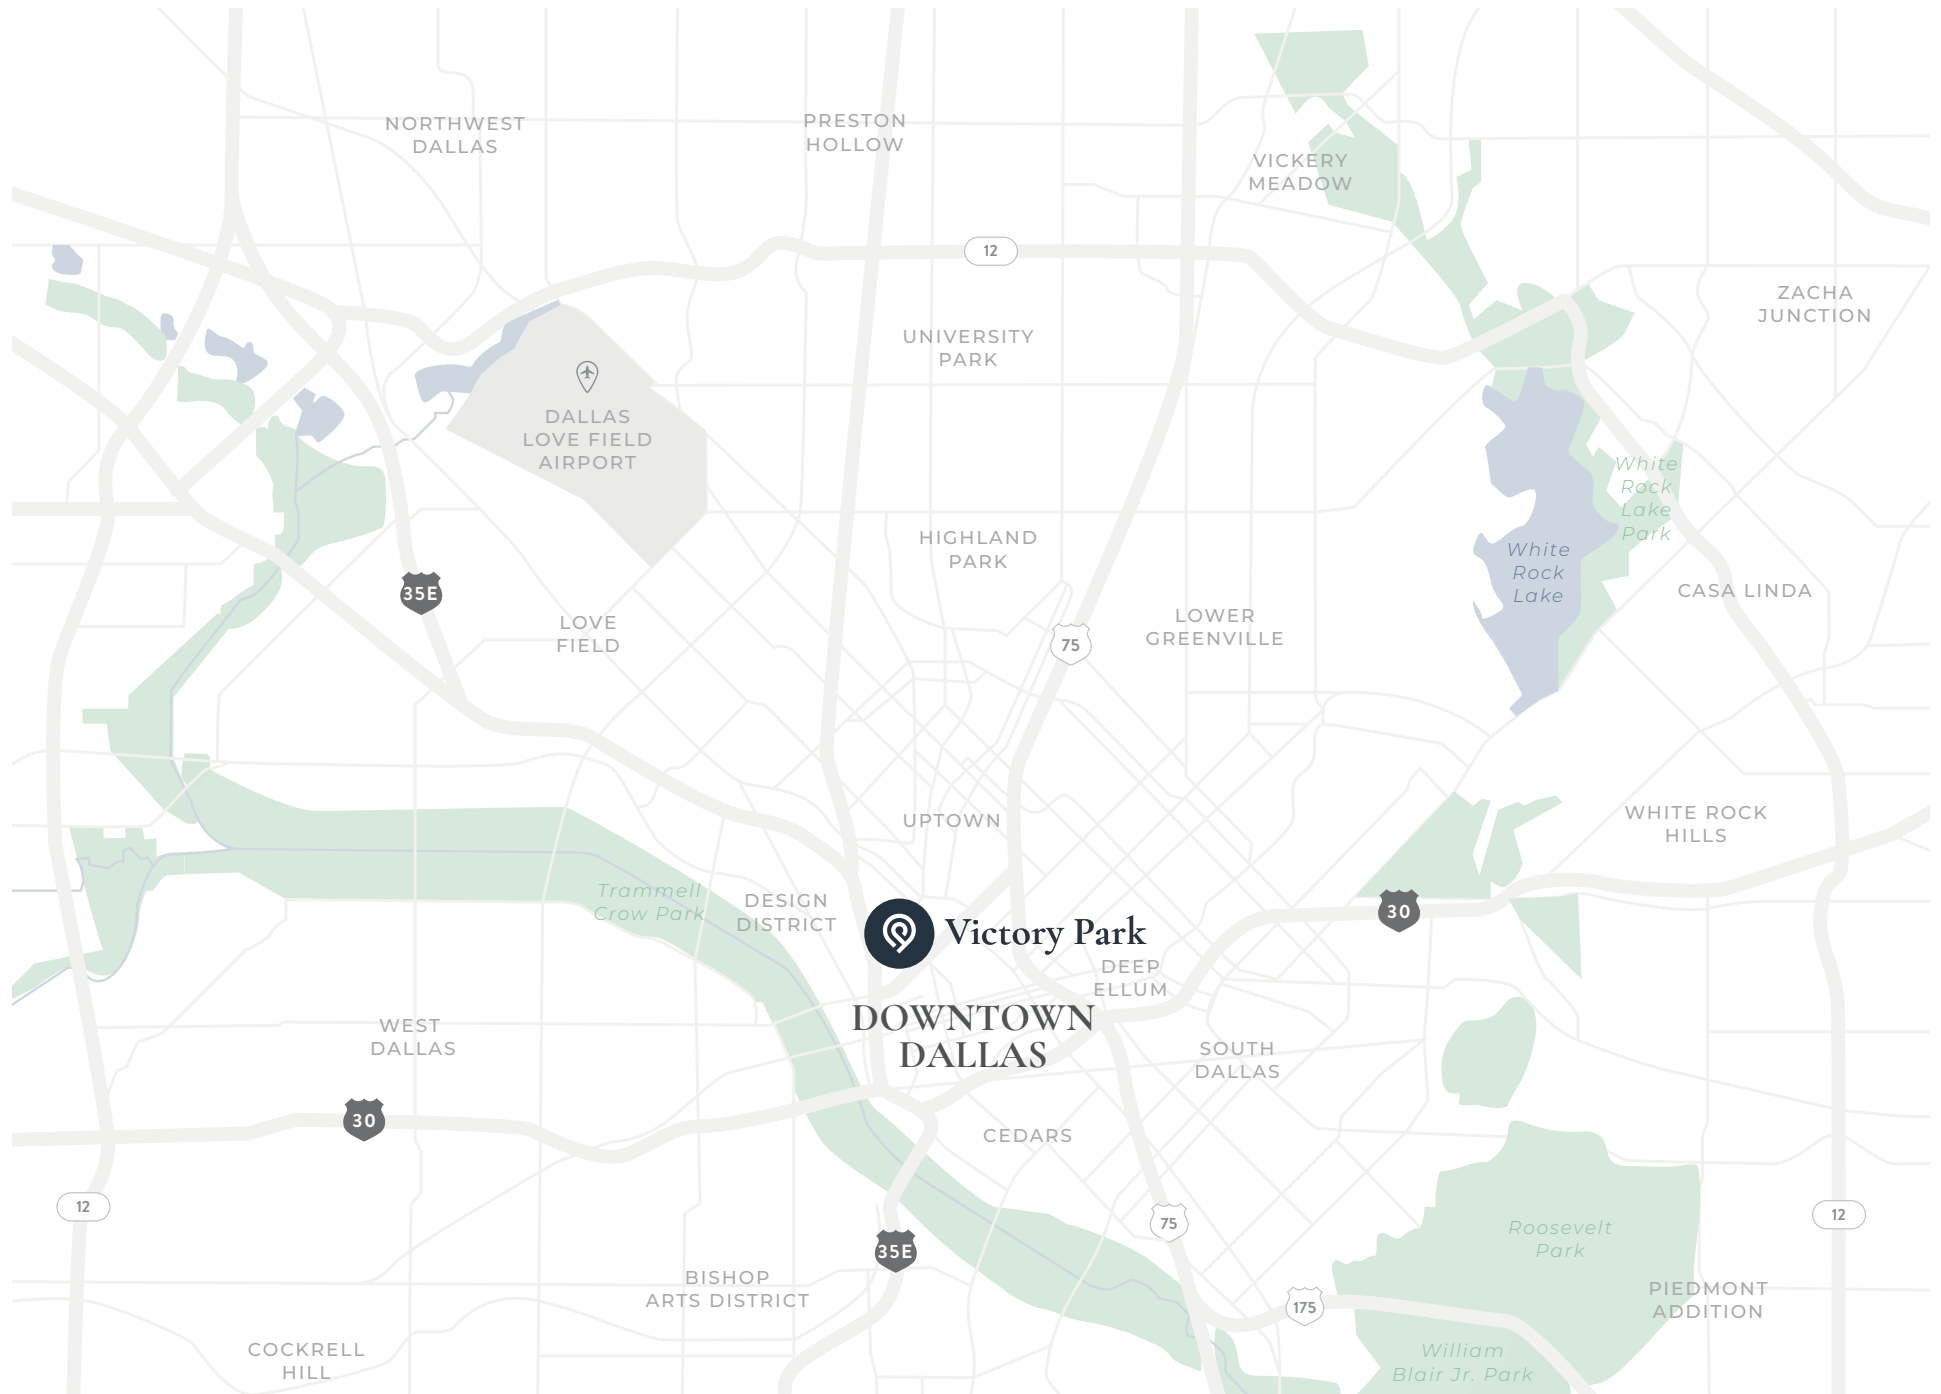 NORTHWEST
DALLAS
PRESTON
HOLLOW
VICKERY
MEADOW
12
ZACHA
JUNCTION
UNIVERSITY
PARK
DALLAS
LOVE FIELD
AIRPORT
White
Rock
Lake
Park
HIGHLAND
PARK
White
Rock
Lake
35E
CASA LINDA
LOVE
FIELD
LOWER
GREENVILLE
75
UPTOWN
WHITE ROCK
HILLS
Trammell
Crow Park
DESIGN
DISTRICT
30
Victory Park
DEEP
ELLUM
DOWNTOWN
DALLAS
WEST
DALLAS
SOUTH
DALLAS
30
CEDARS
12
75
12
Roosevelt
Park
35E
BISHOP
ARTS DISTRICT
175
PIEDMONT
ADDITION
COCKRELL
HILL
William
Blair Jr. Park